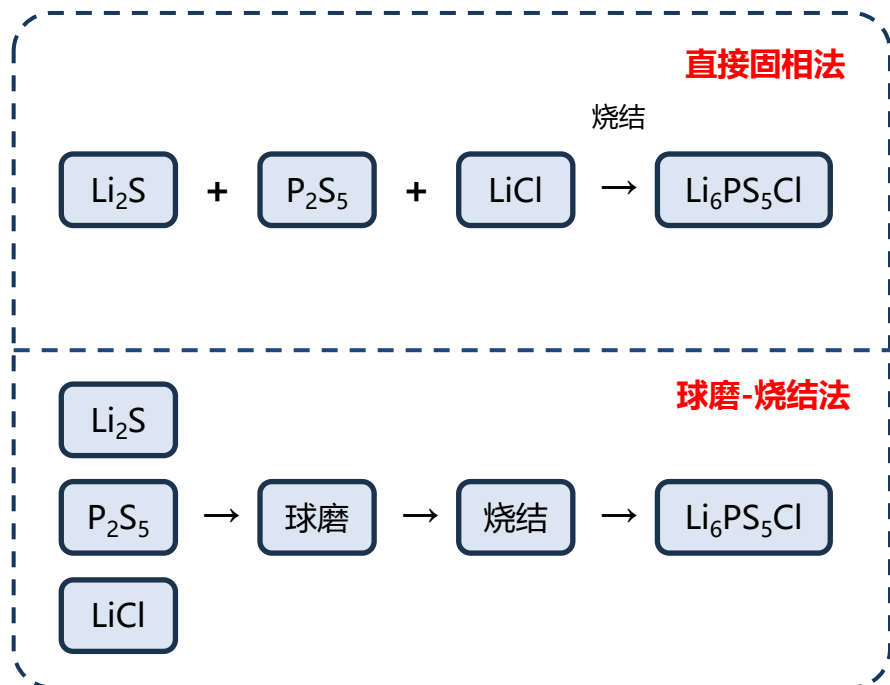 直接固相法
烧结
Li₂S + P₂S₅ + LiCl → Li₆PS₅Cl
球磨-烧结法
Li₂S
P₂S₅ → 球磨 → 烧结 → Li₆PS₅Cl
LiCl